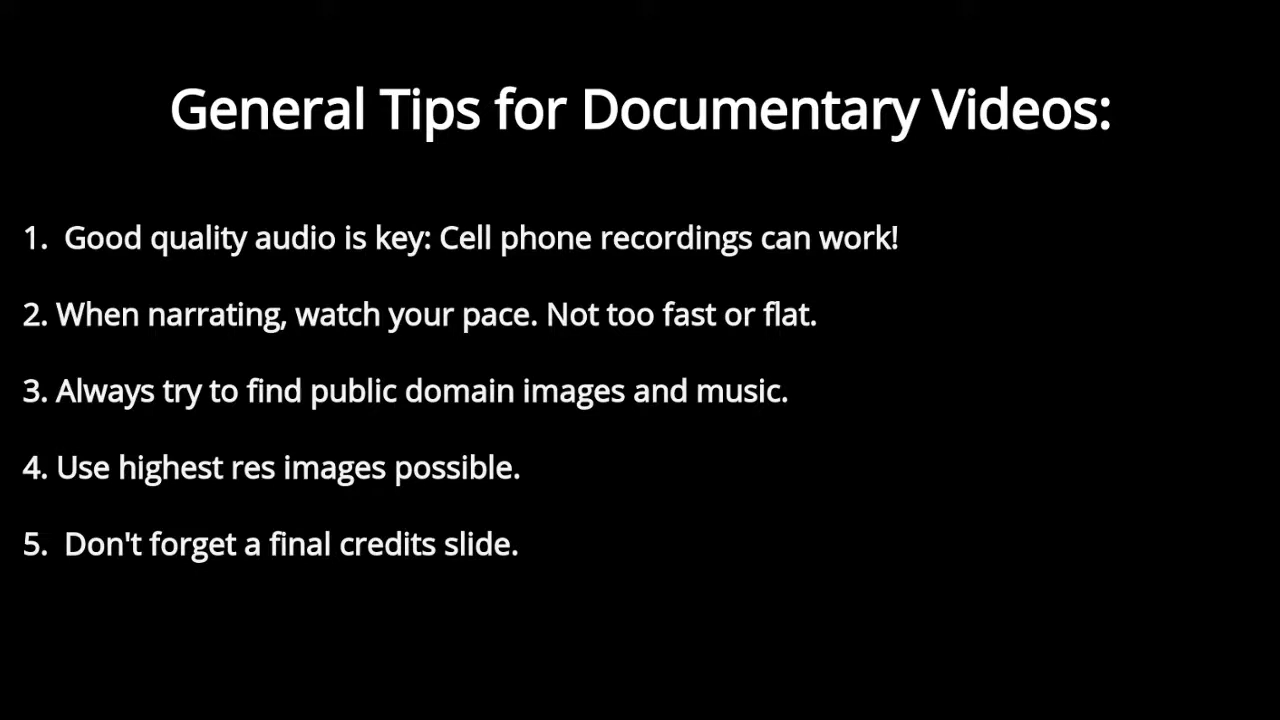 General Tips for Documentary Videos:
1.  Good quality audio is key: Cell phone recordings can work!
2. When narrating, watch your pace. Not too fast or flat.
3. Always try to find public domain images and music.
4. Use highest res images possible.
5.  Don't forget a final credits slide.